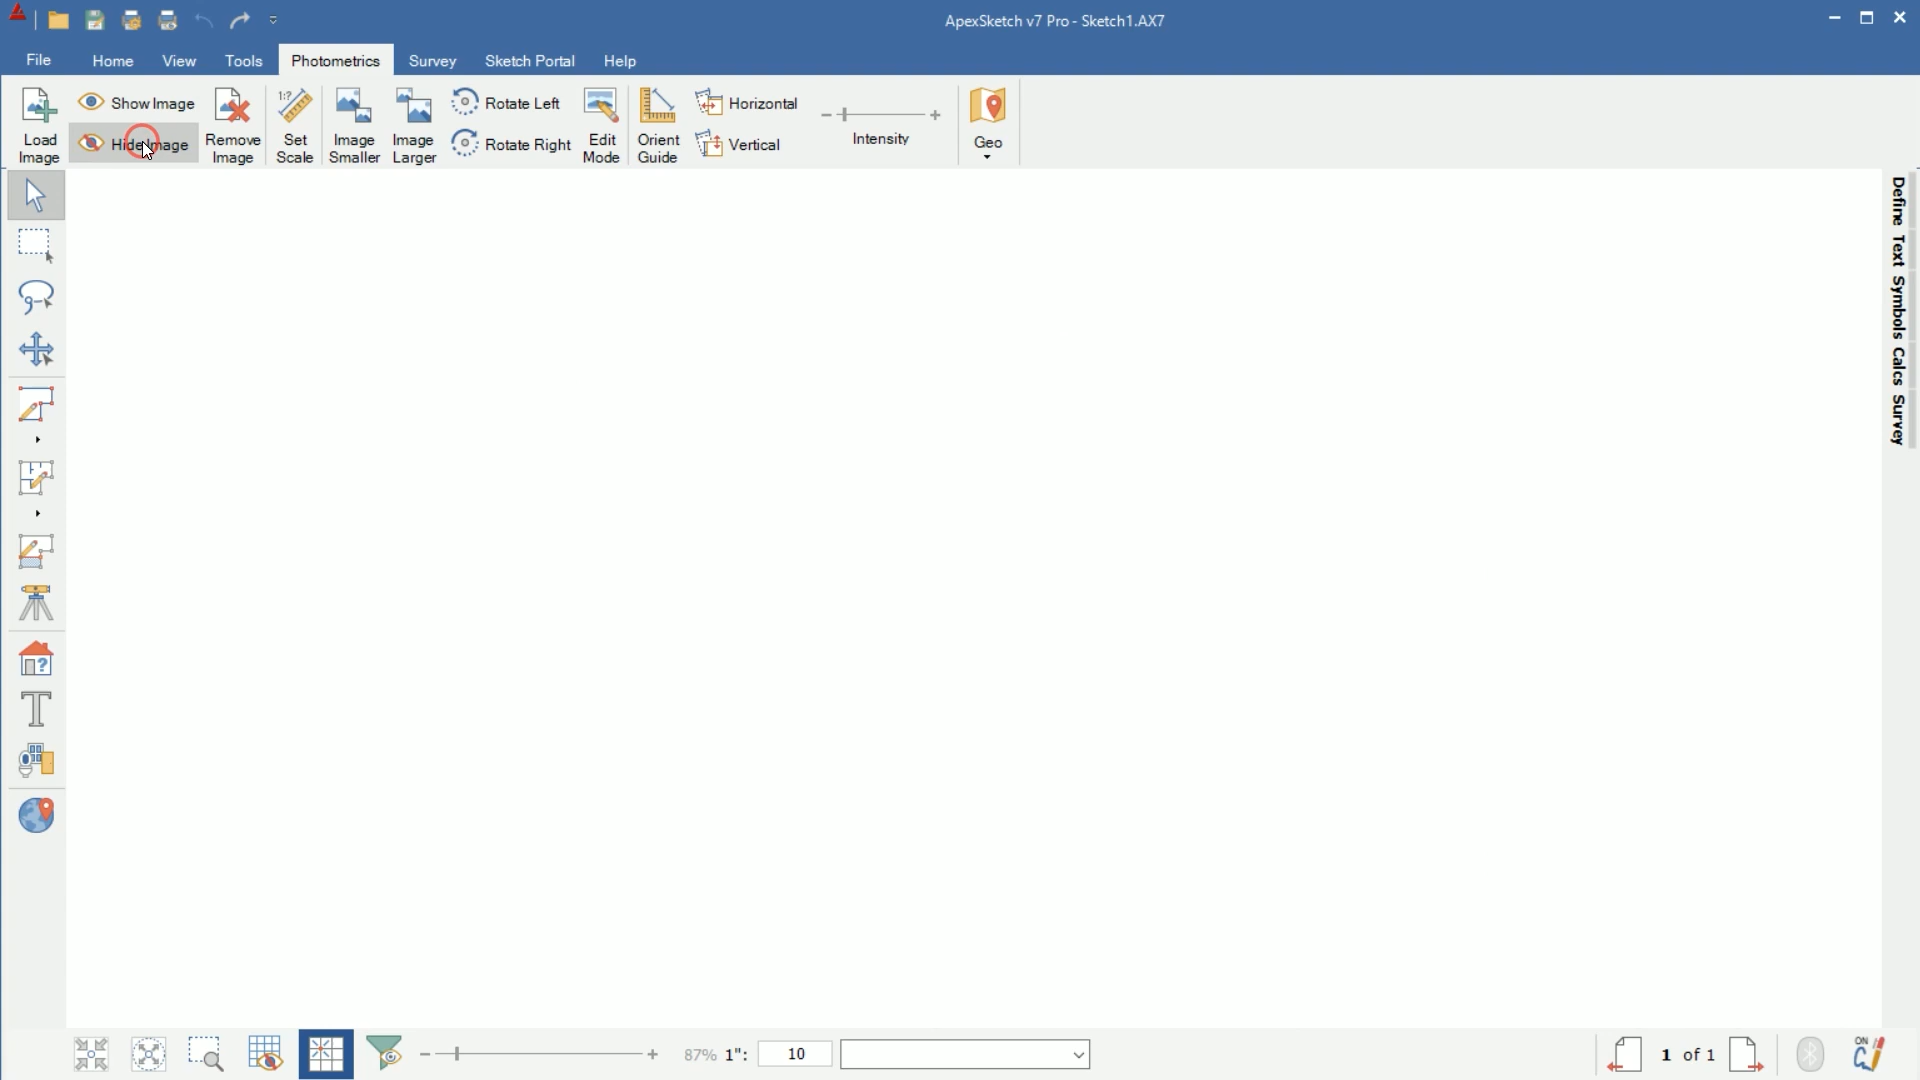 ApexSketch v7 Pro - Sketch1.AX7
File Home View Tools Photometrics Survey Sketch Portal Help
Load Image
Show Image
Hide Image
Remove Image
1:?
Set Scale
Image Smaller
Image Larger
Rotate Left
Rotate Right
Edit Mode
Orient Guide
Horizontal
Vertical
Intensity
Geo
Define
Text
Symbols
Calcs
Survey
87% 1": 10
1 of 1
ON